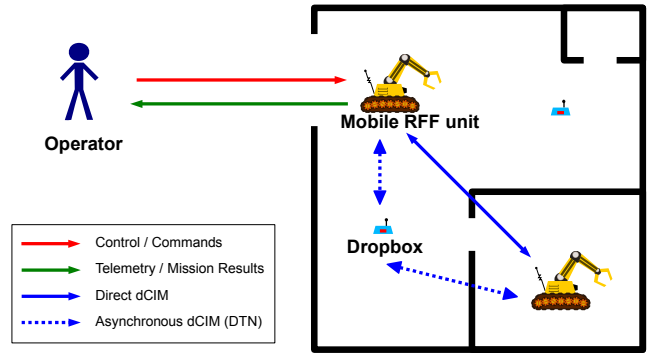 Operator
Mobile RFF unit
Dropbox
Control / Commands
Telemetry / Mission Results
Direct dCIM
Asynchronous dCIM (DTN)